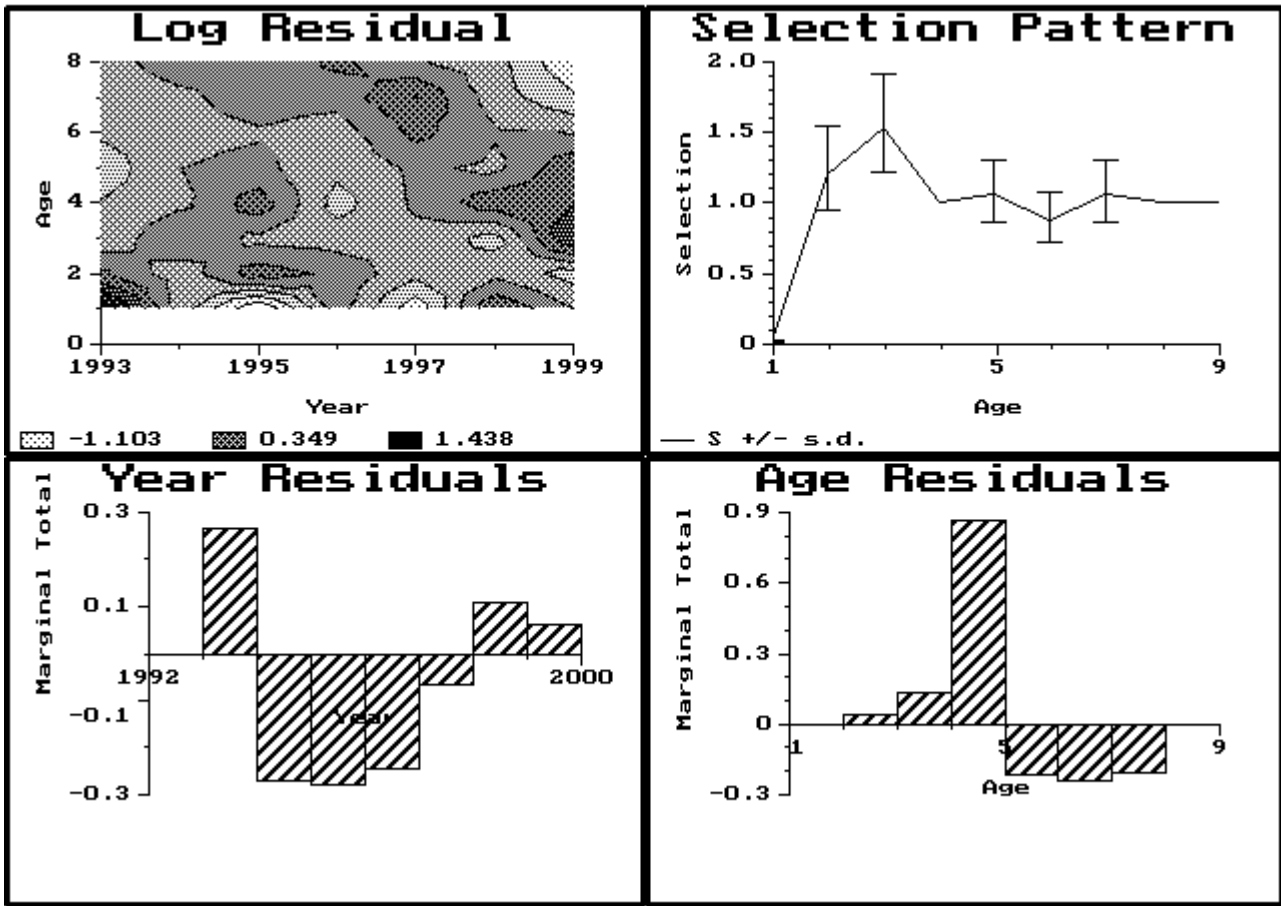 Log Residual
8
6
Age
4
2
0
1993 1995 1997 1999
Year
-1.103 0.349 1.438
Selection Pattern
2.0
1.5
Selection
1.0
0.5
0
1 5 9
Age
S +/- s.d.
Year Residuals
Marginal Total
0.3
0.1
1992 2000
-0.1
Year
-0.3
Age Residuals
Marginal Total
0.9
0.6
0.3
0
1 5 9
Age
-0.3